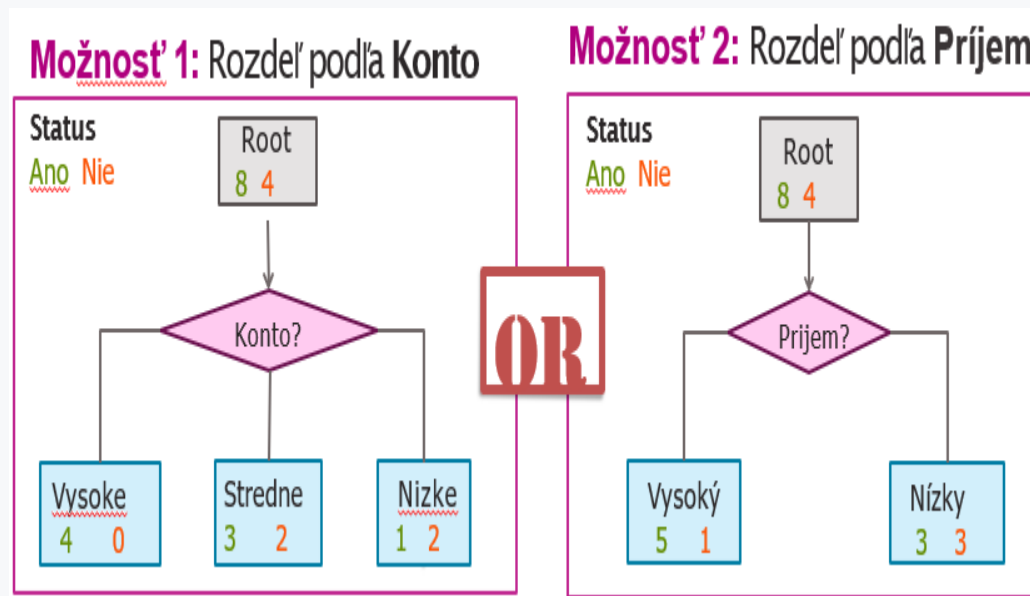 Možnosť 1: Rozdeľ podľa Konto
Status
Ano Nie
Root
8 4
Konto?
Vysoke
4 0
Stredne
3 2
Nizke
1 2
OR
Možnosť 2: Rozdeľ podľa Príjem
Status
Ano Nie
Root
8 4
Prijem?
Vysoký
5 1
Nízky
3 3